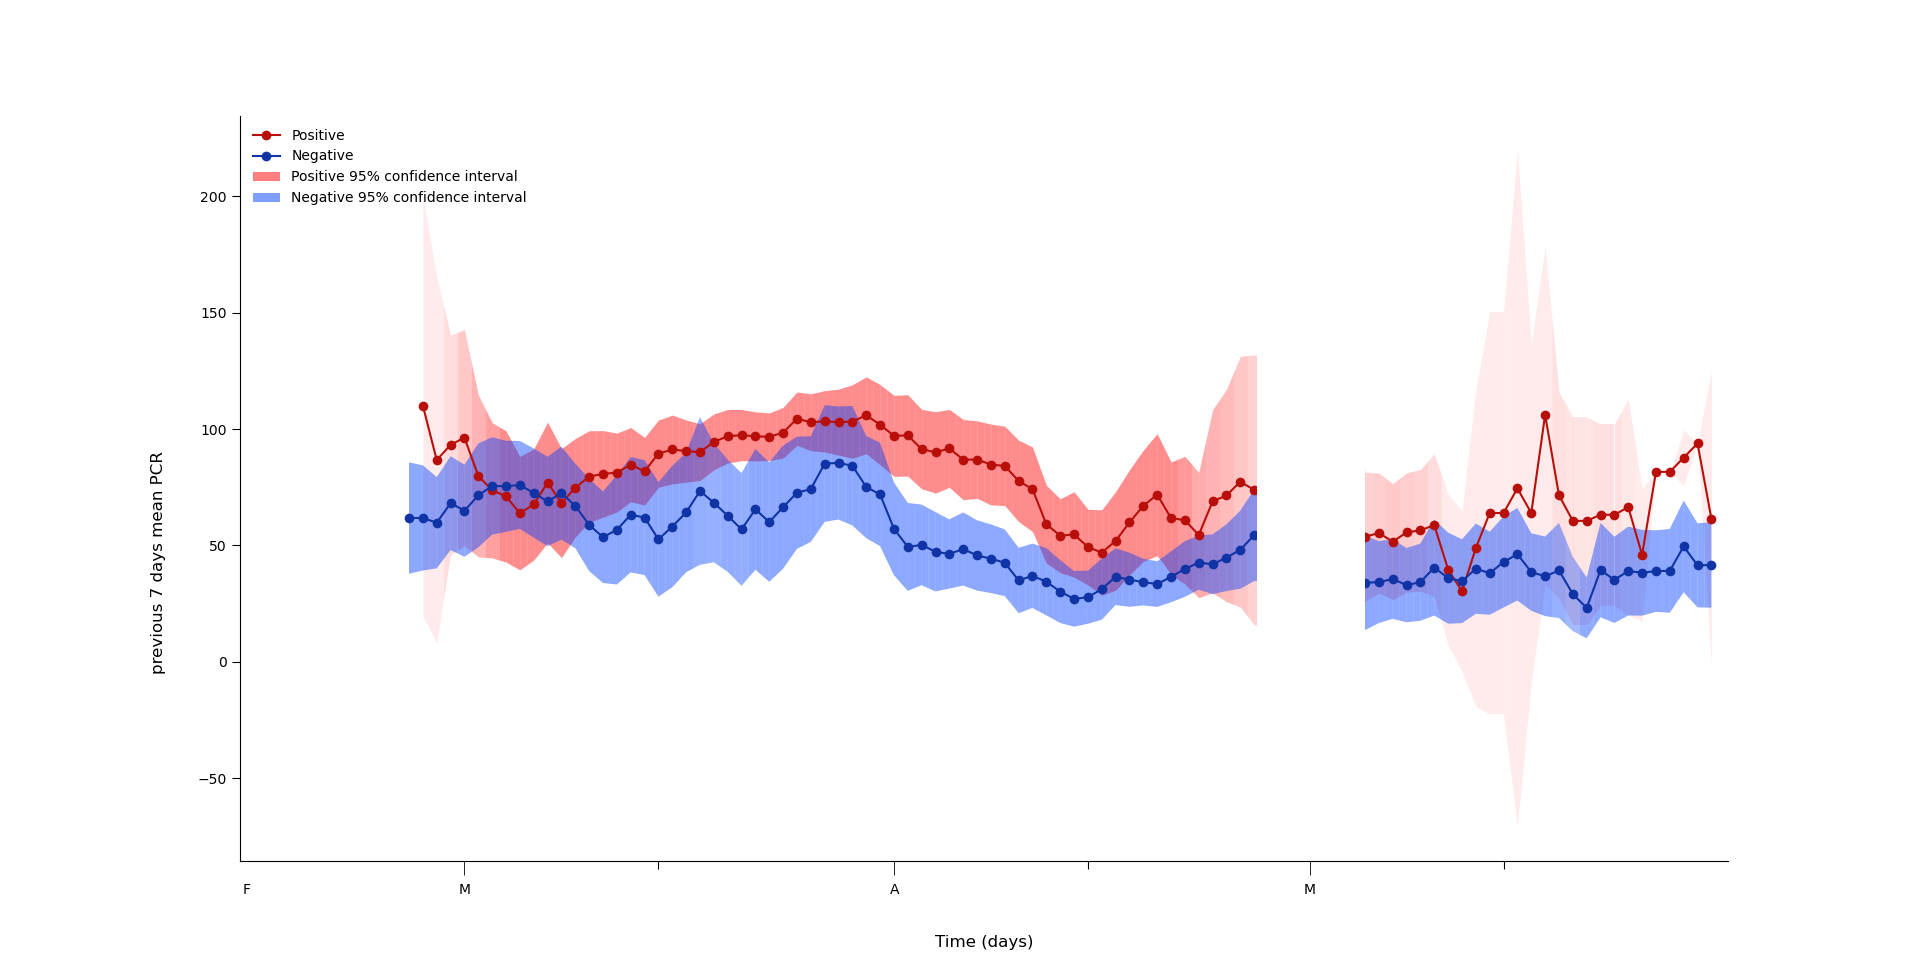 Positive
Negative
Positive 95% confidence interval
Negative 95% confidence interval
200
150
100
50
0
−50
previous 7 days mean PCR
F M A M
Time (days)